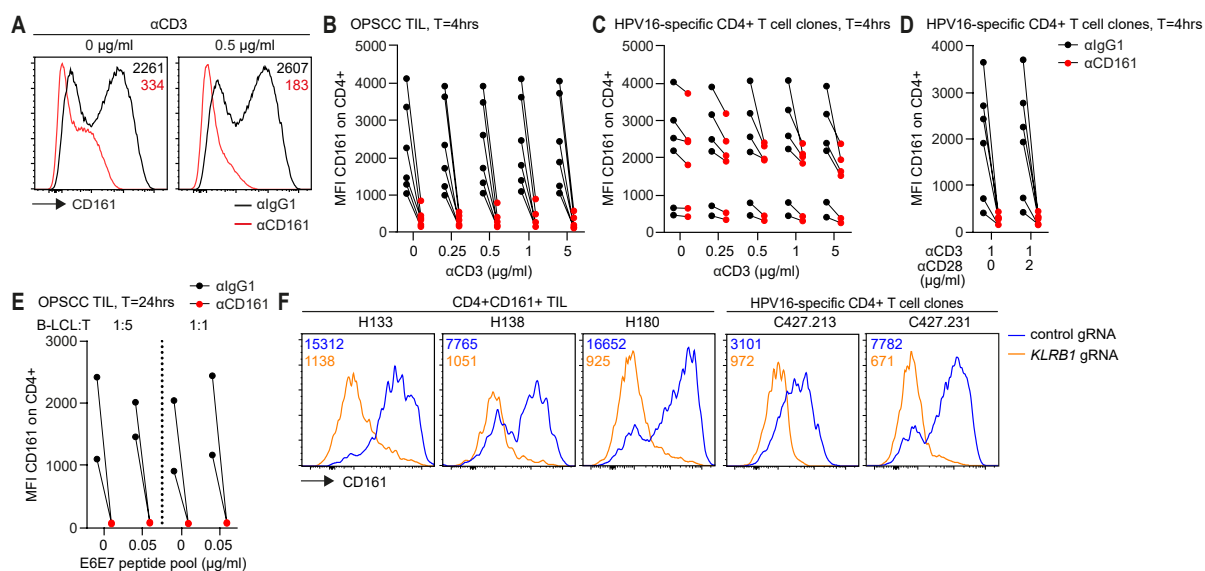 A
αCD3
0 µg/ml
0.5 µg/ml
2261
334
2607
183
CD161
αIgG1
αCD161
B
OPSCC TIL, T=4hrs
MFI CD161 on CD4+
5000
4000
3000
2000
1000
0
0
0.25
0.5
1
5
αCD3 (µg/ml)
C
HPV16-specific CD4+ T cell clones, T=4hrs
MFI CD161 on CD4+
5000
4000
3000
2000
1000
0
0
0.25
0.5
1
5
αCD3 (µg/ml)
D
HPV16-specific CD4+ T cell clones, T=4hrs
αIgG1
αCD161
MFI CD161 on CD4+
4000
3000
2000
1000
0
αCD3 1 1
αCD28 0 2
(µg/ml)
E
OPSCC TIL, T=24hrs
αIgG1
αCD161
B-LCL:T 1:5 1:1
MFI CD161 on CD4+
3000
2000
1000
0
0
0.05
0
0.05
E6E7 peptide pool (µg/ml)
F
CD4+CD161+ TIL
HPV16-specific CD4+ T cell clones
H133
H138
H180
C427.213
C427.231
15312
1138
7765
1051
16652
925
3101
972
7782
671
control gRNA
KLRB1 gRNA
CD161